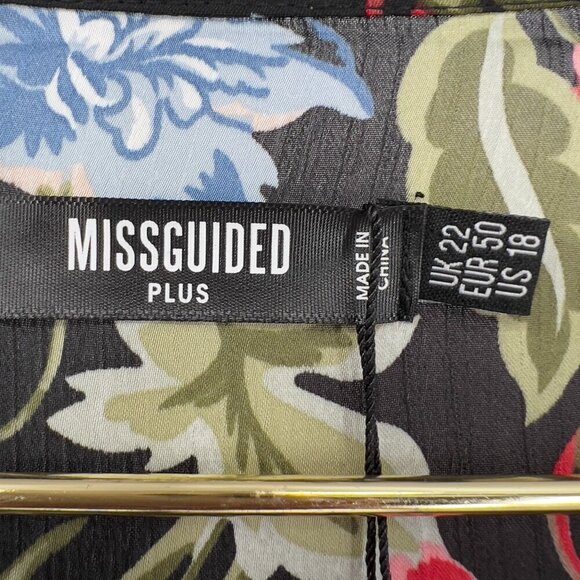 MISSGUIDED
PLUS
MADE IN
CHINA
UK 22
EUR 50
US 18